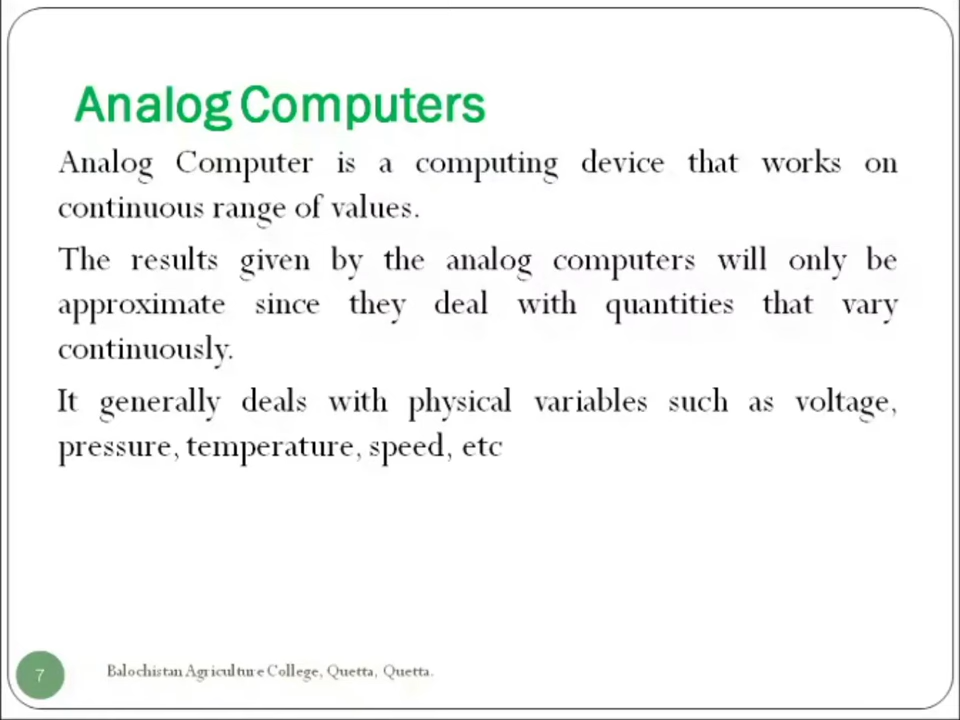 Analog Computers
Analog Computer is a computing device that works on
continuous range of values.
The results given by the analog computers will only be
approximate since they deal with quantities that vary
continuously.
It generally deals with physical variables such as voltage,
pressure, temperature, speed, etc
7
Balochistan Agriculture College, Quetta, Quetta.